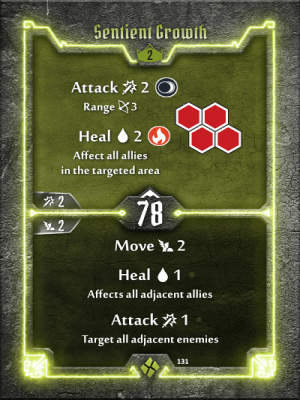 Sentient Growth
2
Attack 2
Range 3
Heal 2
Affect all allies
in the targeted area
2
78
2
Move 2
Heal 1
Affects all adjacent allies
Attack 1
Target all adjacent enemies
131